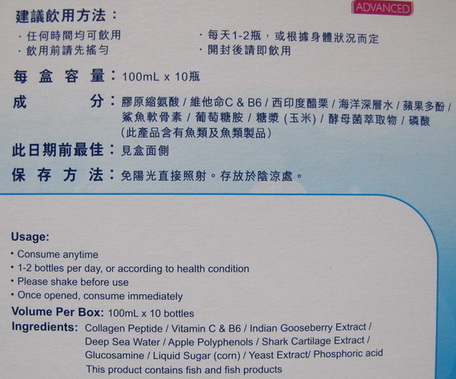 ADVANCED
建議飲用方法：
· 任何時間均可飲用 · 每天1-2瓶，或根據身體狀況而定
· 飲用前請先搖勻 · 開封後請即飲用
每盒容量：100mL x 10瓶
成分：膠原縮氨酸 / 維他命C & B6 / 西印度醋栗 / 海洋深層水 / 蘋果多酚 /
鯊魚軟骨素 / 葡萄糖胺 / 糖漿 (玉米) / 酵母菌萃取物 / 磷酸
（此產品含有魚類及魚類製品）
此日期前最佳：見盒面側
保存方法：免陽光直接照射。存放於陰涼處。
Usage:
• Consume anytime
• 1-2 bottles per day, or according to health condition
• Please shake before use
• Once opened, consume immediately
Volume Per Box: 100mL x 10 bottles
Ingredients: Collagen Peptide / Vitamin C & B6 / Indian Gooseberry Extract /
Deep Sea Water / Apple Polyphenols / Shark Cartilage Extract /
Glucosamine / Liquid Sugar (corn) / Yeast Extract/ Phosphoric acid
This product contains fish and fish products